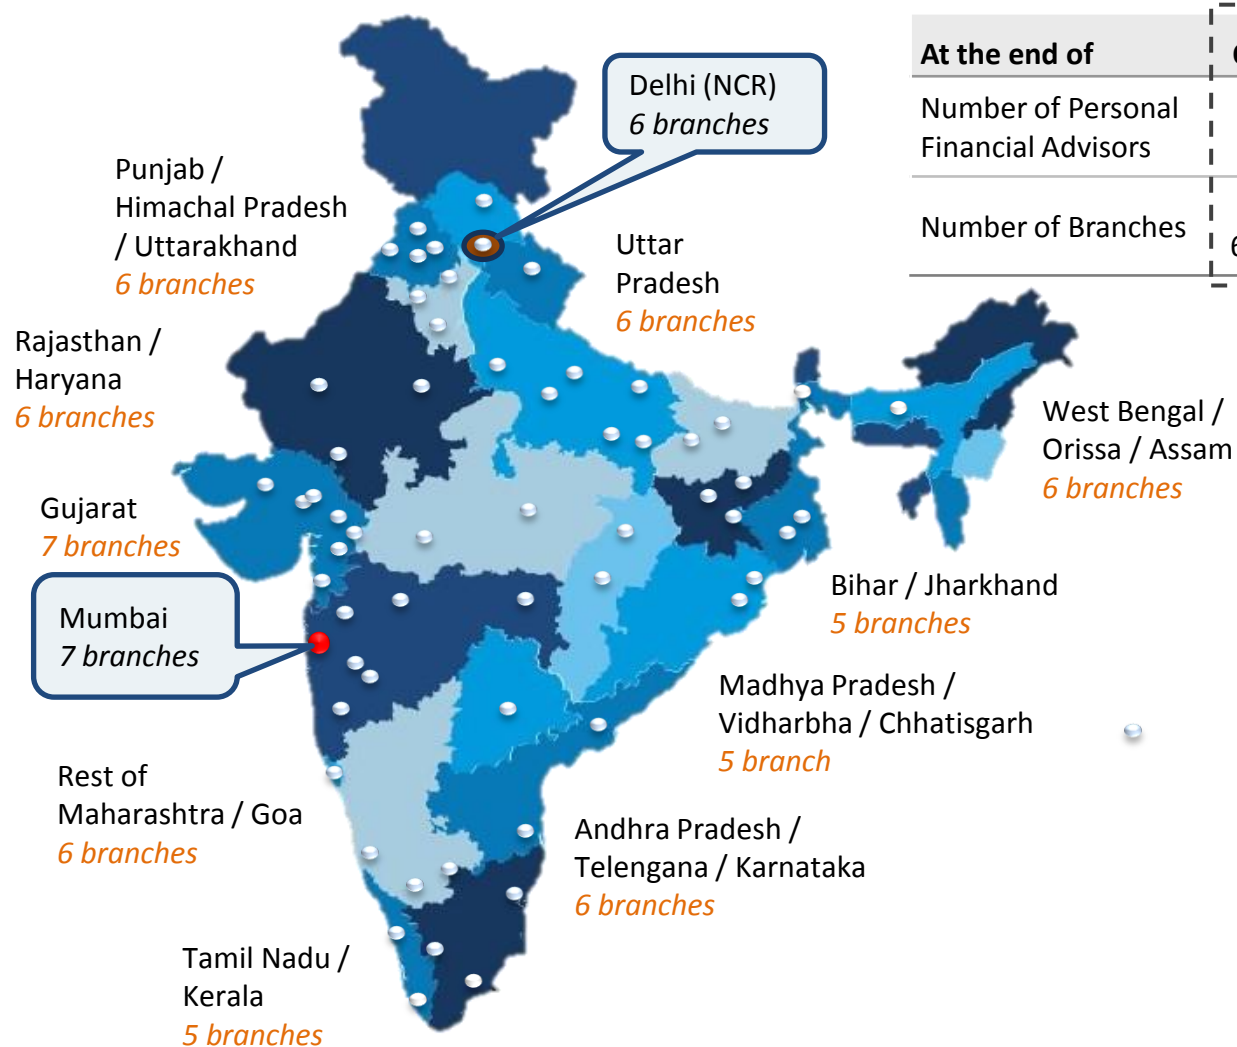 At the end of
Number of Personal
Financial Advisors
Number of Branches
Delhi (NCR)
6 branches
Punjab /
Himachal Pradesh
/ Uttarakhand
6 branches
Uttar
Pradesh
6 branches
Rajasthan /
Haryana
6 branches
West Bengal /
Orissa / Assam
6 branches
Gujarat
7 branches
Mumbai
7 branches
Bihar / Jharkhand
5 branches
Madhya Pradesh /
Vidharbha / Chhatisgarh
5 branch
Rest of
Maharashtra / Goa
6 branches
Andhra Pradesh /
Telengana / Karnataka
6 branches
Tamil Nadu /
Kerala
5 branches